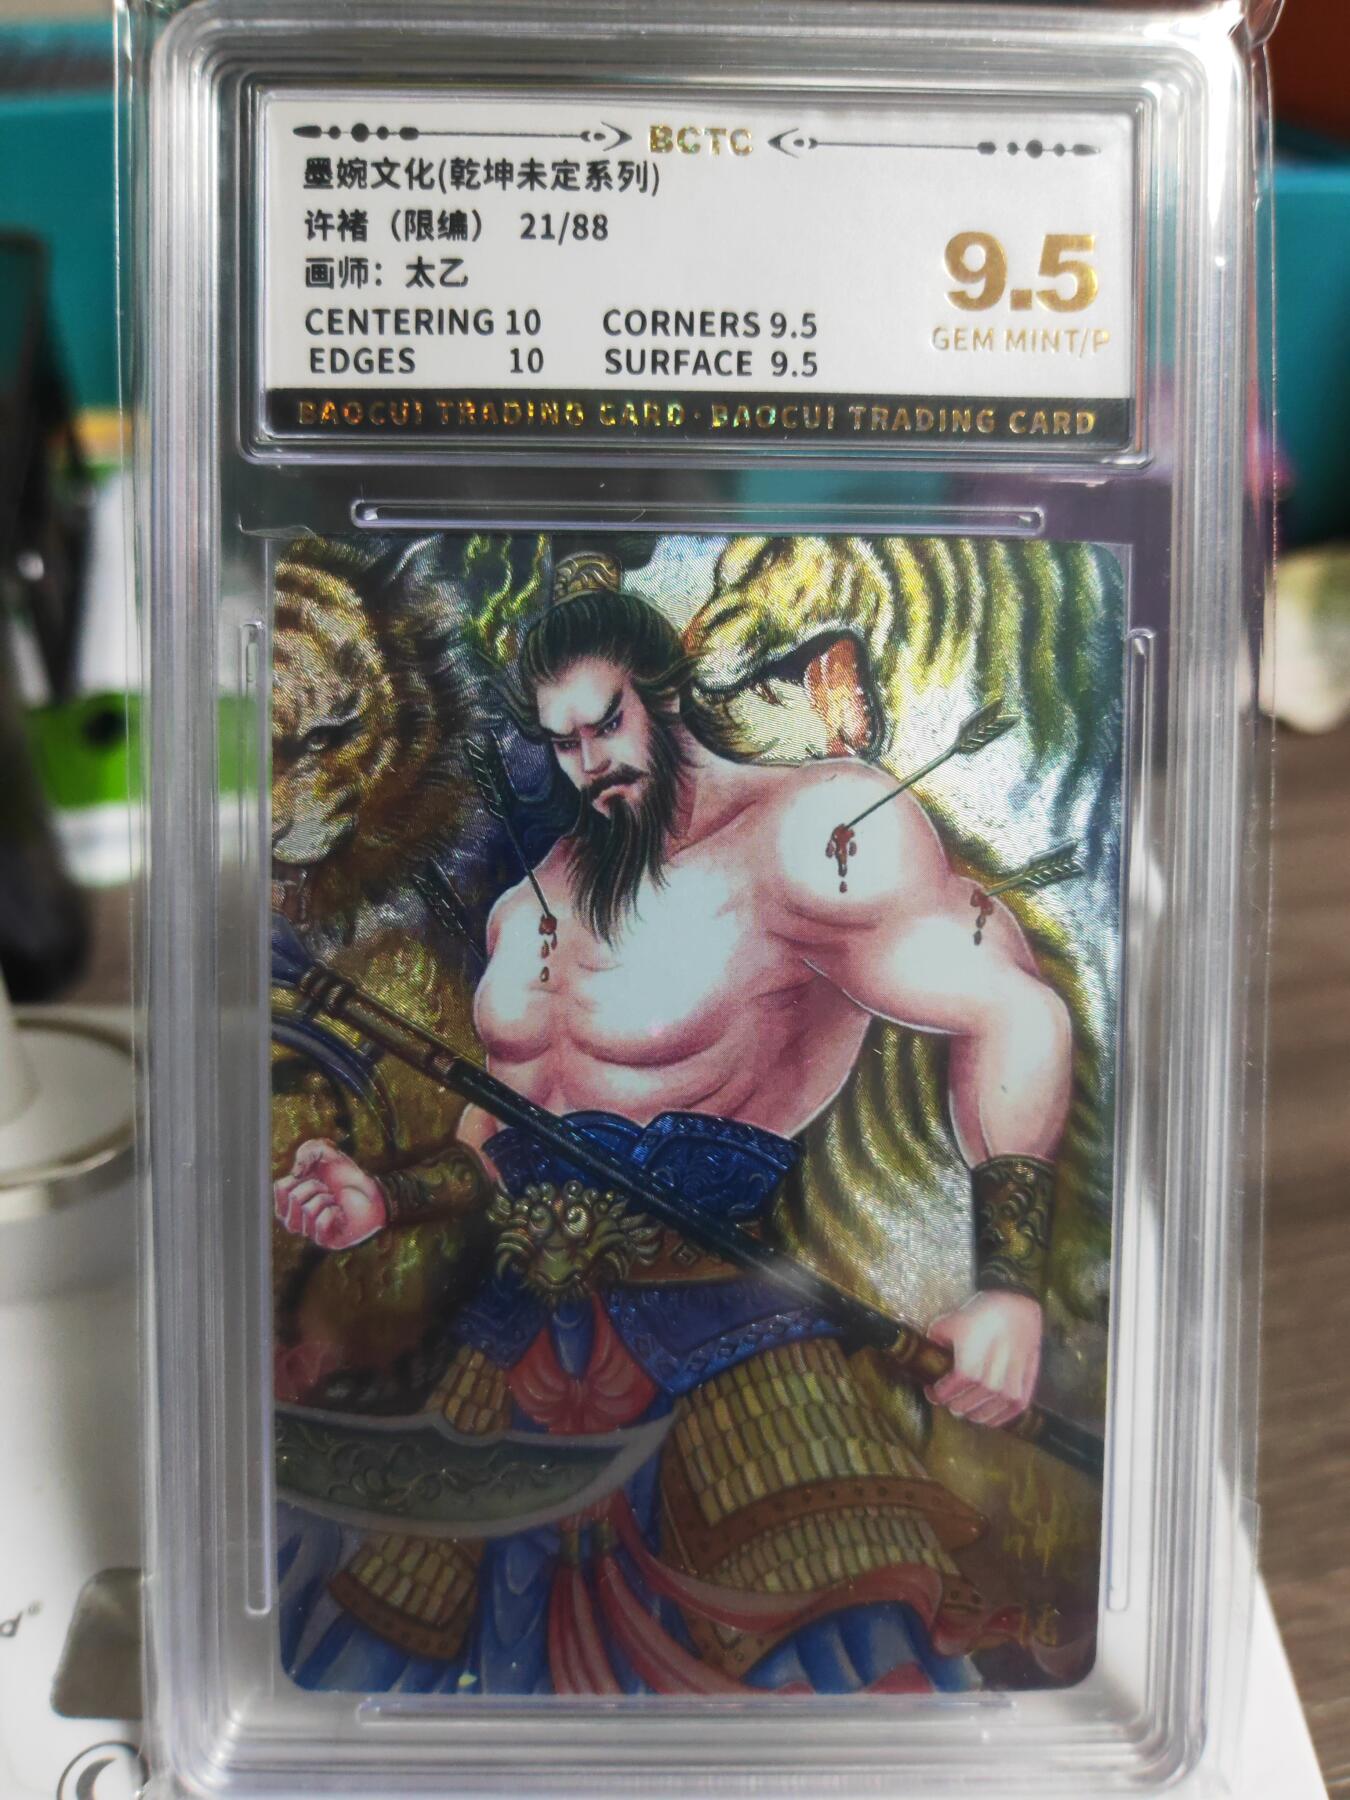 BCTC
墨婉文化(乾坤未定系列)
许褚（限编） 21/88
画师：太乙
9.5
GEM MINT/P
CENTERING 10 CORNERS 9.5
EDGES 10 SURFACE 9.5
BAOCUI TRADING CARD · BAOCUI TRADING CARD